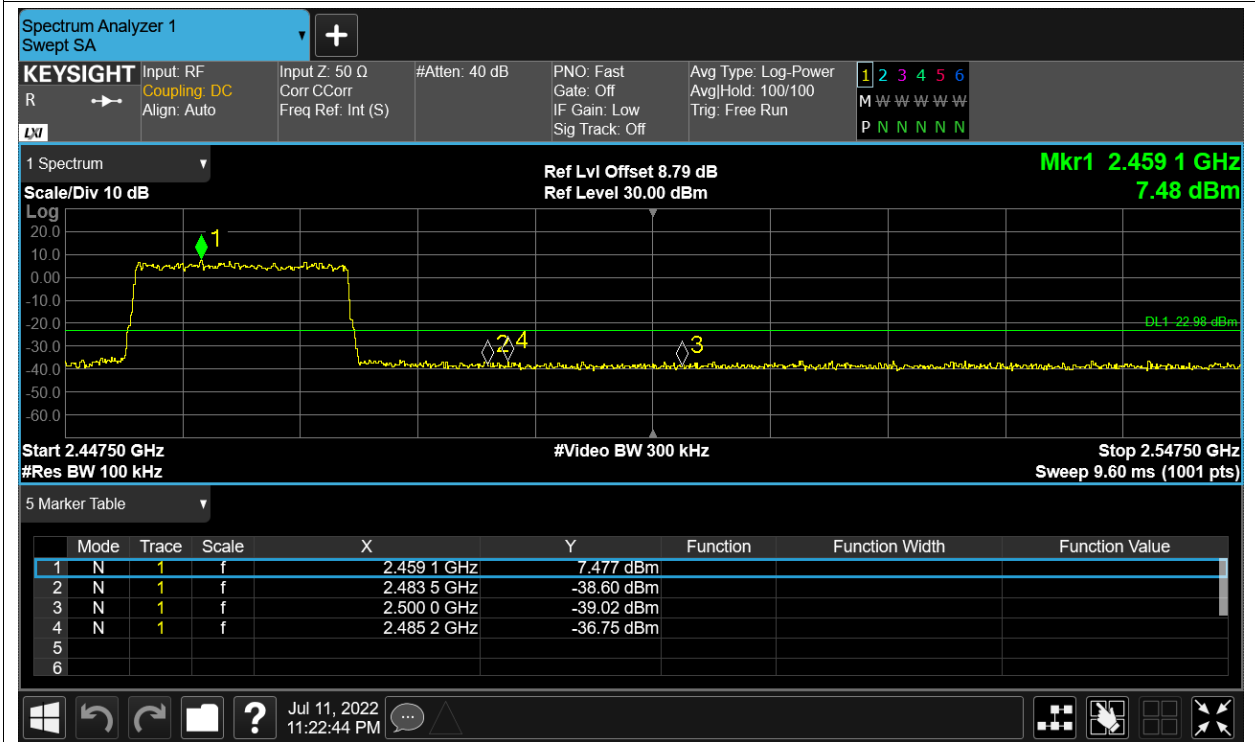 Spectrum Analyzer 1
Swept SA
+
KEYSIGHT Input: RF Input Z: 50 Ω #Atten: 40 dB PNO: Fast Avg Type: Log-Power 1 2 3 4 5 6
R Coupling: DC Corr CCorr Gate: Off Avg|Hold: 100/100 M W W W W W W
Align: Auto Freq Ref: Int (S) IF Gain: Low Trig: Free Run
LXI Sig Track: Off P N N N N N N
1 Spectrum Ref Lvl Offset 8.79 dB Mkr1 2.459 1 GHz
Scale/Div 10 dB Ref Level 30.00 dBm 7.48 dBm
Log
20.0
1
10.0
0.00
-10.0
-20.0 DL1 -22.98 dBm
-30.0 2 4 3
-40.0
-50.0
-60.0
Start 2.44750 GHz #Video BW 300 kHz Stop 2.54750 GHz
#Res BW 100 kHz Sweep 9.60 ms (1001 pts)
5 Marker Table
Mode Trace Scale X Y Function Function Width Function Value
1 N 1 f 2.459 1 GHz 7.477 dBm
2 N 1 f 2.483 5 GHz -38.60 dBm
3 N 1 f 2.500 0 GHz -39.02 dBm
4 N 1 f 2.485 2 GHz -36.75 dBm
5
6
? Jul 11, 2022
11:22:44 PM